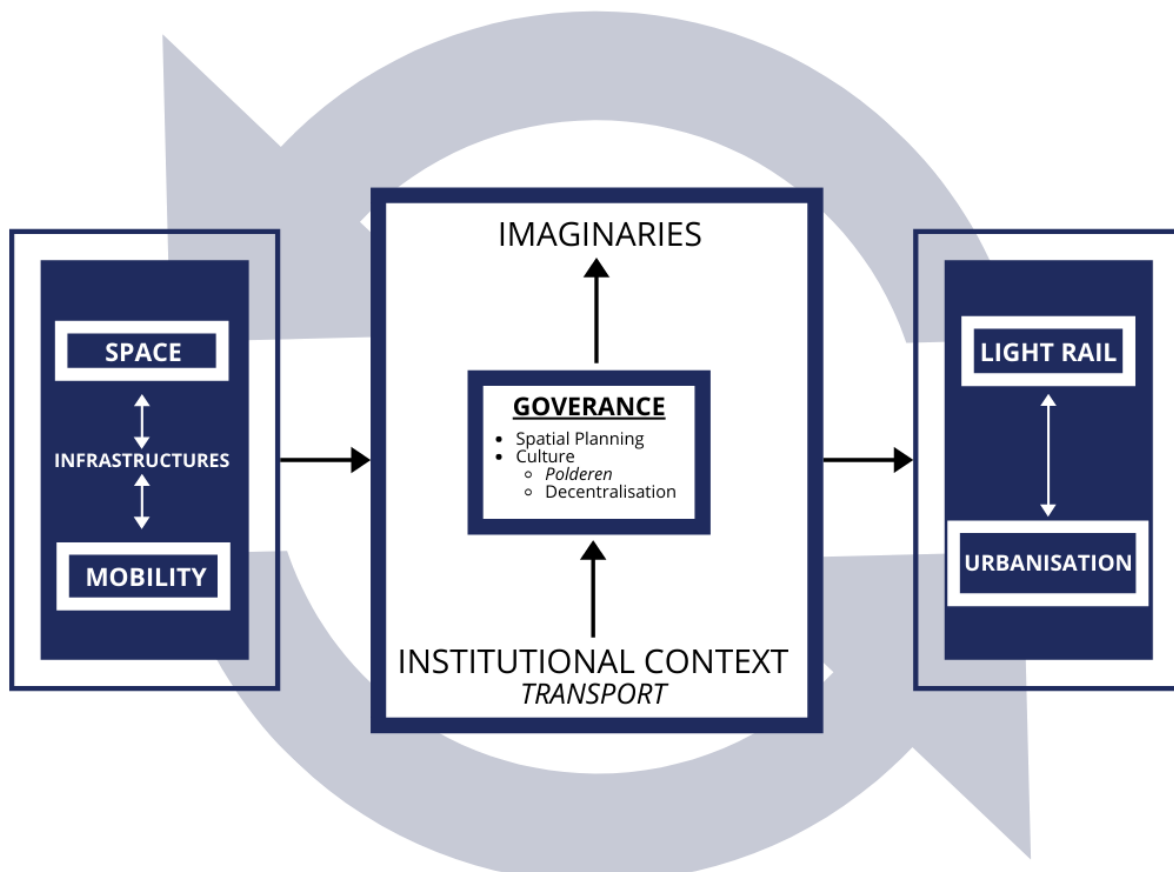 SPACE
INFRASTRUCTURES
MOBILITY
IMAGINARIES
GOVERANCE
• Spatial Planning
• Culture
○ Polderen
○ Decentralisation
INSTITUTIONAL CONTEXT
TRANSPORT
LIGHT RAIL
URBANISATION